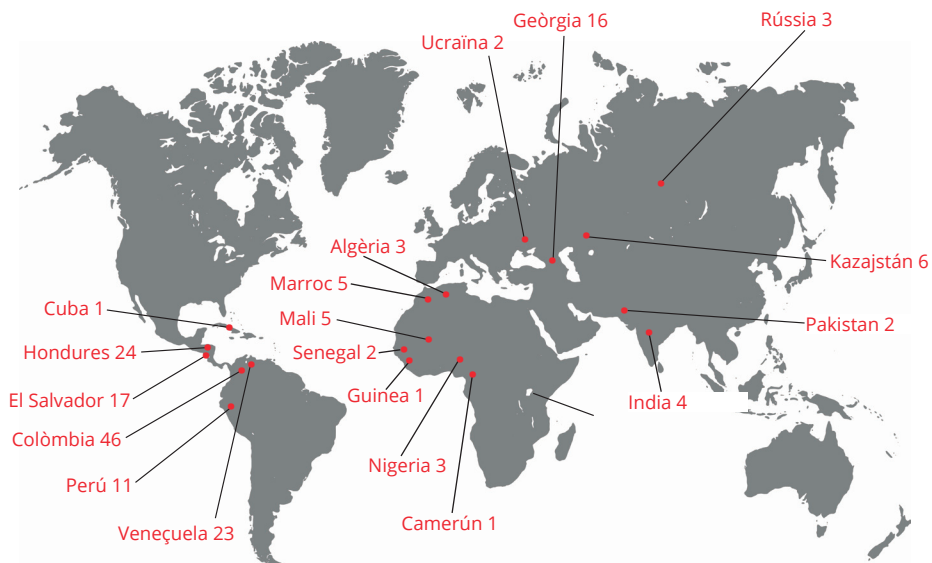 Geòrgia 16
Rússia 3
Ucraïna 2
Algèria 3
Kazajstán 6
Marroc 5
Cuba 1
Mali 5
Pakistan 2
Hondures 24
Senegal 2
Guinea 1
El Salvador 17
India 4
Colòmbia 46
Nigeria 3
Perú 11
Camerún 1
Veneçuela 23